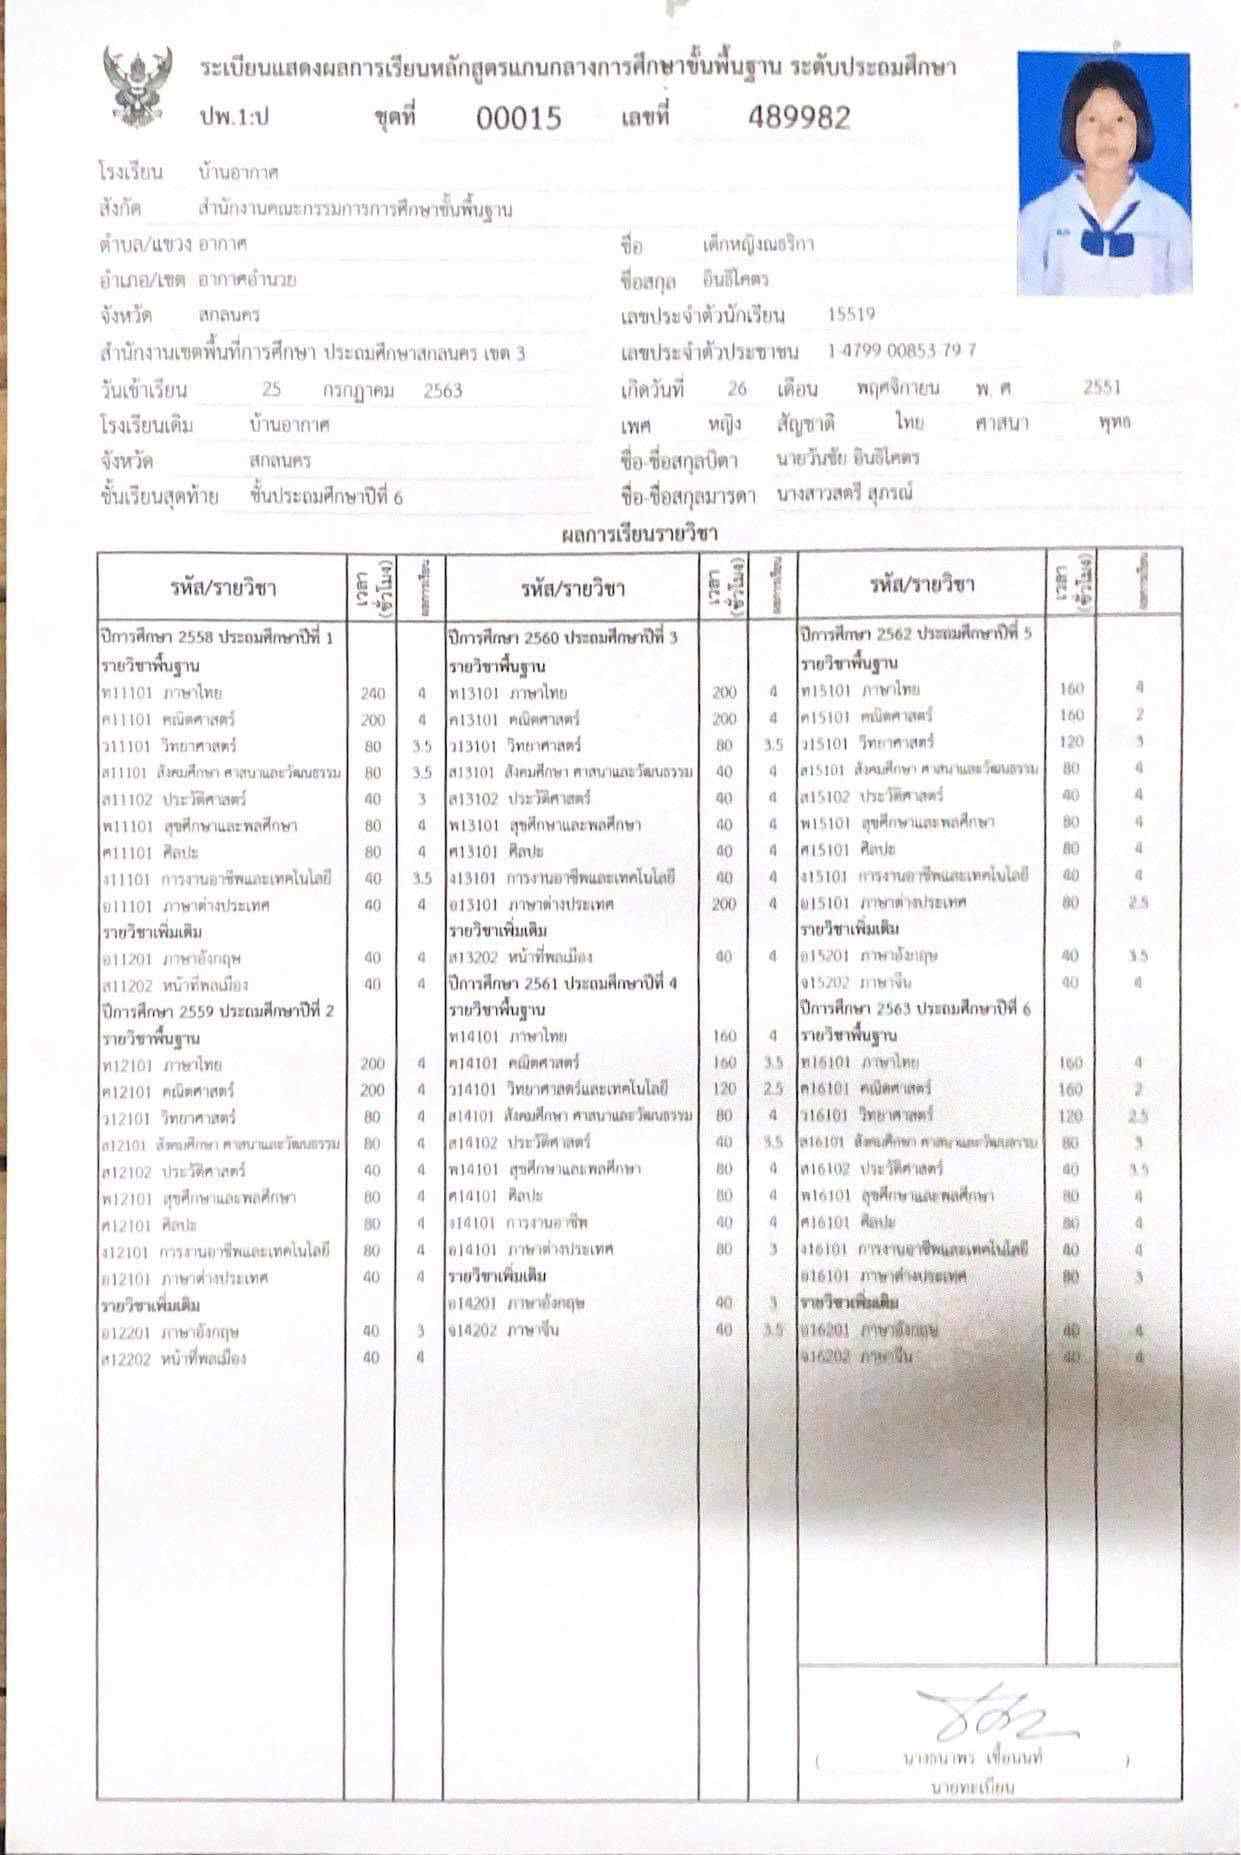 ระเบียนแสดงผลการเรียนหลักสูตรแกนกลางการศึกษาขั้นพื้นฐาน ระดับประถมศึกษา
ปพ.1:ป ชุดที่ 00015 เลขที่ 489982
โรงเรียน บ้านอากาศ
สังกัด สำนักงานคณะกรรมการการศึกษาขั้นพื้นฐาน
ตำบล/แขวง อากาศ
อำเภอ/เขต อากาศอำนวย
จังหวัด สกลนคร
สำนักงานเขตพื้นที่การศึกษา ประถมศึกษาสกลนคร เขต 3
วันเข้าเรียน 25 กรกฎาคม 2563
โรงเรียนเดิม บ้านอากาศ
จังหวัด สกลนคร
ชั้นเรียนสุดท้าย ชั้นประถมศึกษาปีที่ 6
ชื่อ เด็กหญิงณธริกา
ชื่อสกุล อินธิโคตร
เลขประจำตัวนักเรียน 15519
เลขประจำตัวประชาชน 1 4799 00853 79 7
เกิดวันที่ 26 เดือน พฤศจิกายน พ.ศ 2551
เพศ หญิง สัญชาติ ไทย ศาสนา พุทธ
ชื่อ-ชื่อสกุลบิดา นายวันชัย อินธิโคตร
ชื่อ-ชื่อสกุลมารดา นางสาวสตรี สุภรณ์
ผลการเรียนรายวิชา
รหัส/รายวิชา เวลา (ชั่วโมง) ผลการเรียน
ปีการศึกษา 2558 ประถมศึกษาปีที่ 1
รายวิชาพื้นฐาน
ท11101 ภาษาไทย 240 4
ค11101 คณิตศาสตร์ 200 4
ว11101 วิทยาศาสตร์ 80 3.5
ส11101 สังคมศึกษา ศาสนาและวัฒนธรรม 80 3.5
ส11102 ประวัติศาสตร์ 40 3
พ11101 สุขศึกษาและพลศึกษา 80 4
ศ11101 ศิลปะ 80 4
ง11101 การงานอาชีพและเทคโนโลยี 40 3.5
อ11101 ภาษาต่างประเทศ 40 4
รายวิชาเพิ่มเติม
อ11201 ภาษาอังกฤษ 40 4
ส11202 หน้าที่พลเมือง 40 4
ปีการศึกษา 2559 ประถมศึกษาปีที่ 2
รายวิชาพื้นฐาน
ท12101 ภาษาไทย 200 4
ค12101 คณิตศาสตร์ 200 4
ว12101 วิทยาศาสตร์ 80 4
ส12101 สังคมศึกษา ศาสนาและวัฒนธรรม 80 4
ส12102 ประวัติศาสตร์ 40 4
พ12101 สุขศึกษาและพลศึกษา 80 4
ศ12101 ศิลปะ 80 4
ง12101 การงานอาชีพและเทคโนโลยี 80 4
อ12101 ภาษาต่างประเทศ 40 4
รายวิชาเพิ่มเติม
อ12201 ภาษาอังกฤษ 40 3
ส12202 หน้าที่พลเมือง 40 4
รหัส/รายวิชา เวลา (ชั่วโมง) ผลการเรียน
ปีการศึกษา 2560 ประถมศึกษาปีที่ 3
รายวิชาพื้นฐาน
ท13101 ภาษาไทย 200 4
ค13101 คณิตศาสตร์ 200 4
ว13101 วิทยาศาสตร์ 80 3.5
ส13101 สังคมศึกษา ศาสนาและวัฒนธรรม 40 4
ส13102 ประวัติศาสตร์ 40 4
พ13101 สุขศึกษาและพลศึกษา 40 4
ศ13101 ศิลปะ 40 4
ง13101 การงานอาชีพและเทคโนโลยี 40 4
อ13101 ภาษาต่างประเทศ 200 4
รายวิชาเพิ่มเติม
ส13202 หน้าที่พลเมือง 40 4
ปีการศึกษา 2561 ประถมศึกษาปีที่ 4
รายวิชาพื้นฐาน
ท14101 ภาษาไทย 160 4
ค14101 คณิตศาสตร์ 160 3.5
ว14101 วิทยาศาสตร์และเทคโนโลยี 120 2.5
ส14101 สังคมศึกษา ศาสนาและวัฒนธรรม 80 4
ส14102 ประวัติศาสตร์ 40 3.5
พ14101 สุขศึกษาและพลศึกษา 80 4
ศ14101 ศิลปะ 80 4
ง14101 การงานอาชีพ 40 4
อ14101 ภาษาต่างประเทศ 80 3
รายวิชาเพิ่มเติม
อ14201 ภาษาอังกฤษ 40 3
จ14202 ภาษาจีน 40 3.5
รหัส/รายวิชา เวลา (ชั่วโมง) ผลการเรียน
ปีการศึกษา 2562 ประถมศึกษาปีที่ 5
รายวิชาพื้นฐาน
ท15101 ภาษาไทย 160 4
ค15101 คณิตศาสตร์ 160 2
ว15101 วิทยาศาสตร์ 120 3
ส15101 สังคมศึกษา ศาสนาและวัฒนธรรม 80 4
ส15102 ประวัติศาสตร์ 40 4
พ15101 สุขศึกษาและพลศึกษา 80 4
ศ15101 ศิลปะ 80 4
ง15101 การงานอาชีพและเทคโนโลยี 40 4
อ15101 ภาษาต่างประเทศ 80 2.5
รายวิชาเพิ่มเติม
อ15201 ภาษาอังกฤษ 40 3.5
จ15202 ภาษาจีน 40 4
ปีการศึกษา 2563 ประถมศึกษาปีที่ 6
รายวิชาพื้นฐาน
ท16101 ภาษาไทย 160 4
ค16101 คณิตศาสตร์ 160 2
ว16101 วิทยาศาสตร์ 120 2.5
ส16101 สังคมศึกษา ศาสนาและวัฒนธรรม 80 3
ส16102 ประวัติศาสตร์ 40 3.5
พ16101 สุขศึกษาและพลศึกษา 80 4
ศ16101 ศิลปะ 80 4
ง16101 การงานอาชีพและเทคโนโลยี 40 4
อ16101 ภาษาต่างประเทศ 80 3
รายวิชาเพิ่มเติม
อ16201 ภาษาอังกฤษ 40 4
จ16202 ภาษาจีน 40 4
( นางธนาพร เชื้อนนท์ )
นายทะเบียน